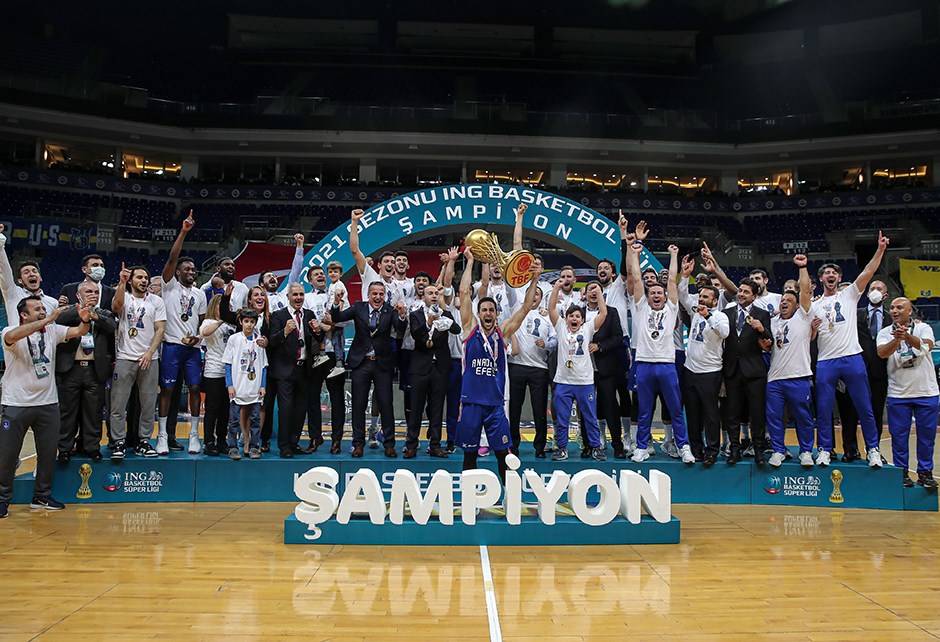 2021 SEZONU ING BASKETBOL
ŞAMPİYON
US
TBF
ANADOLU
EFES
ING BASKETBOL
SÜPER LİGİ
ING BASKETBOL
SÜPER LİGİ
ŞAMPİYON